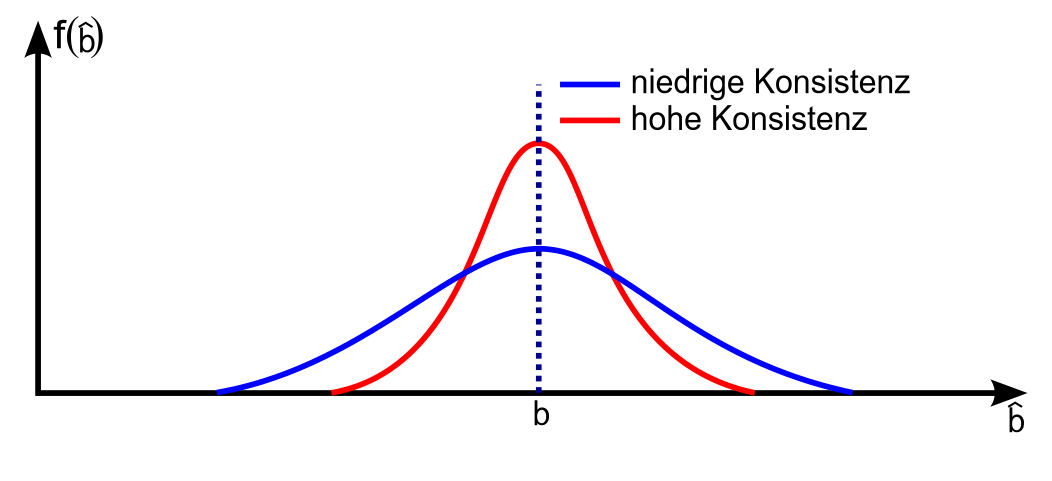 f(b̂)
niedrige Konsistenz
hohe Konsistenz
b
b̂